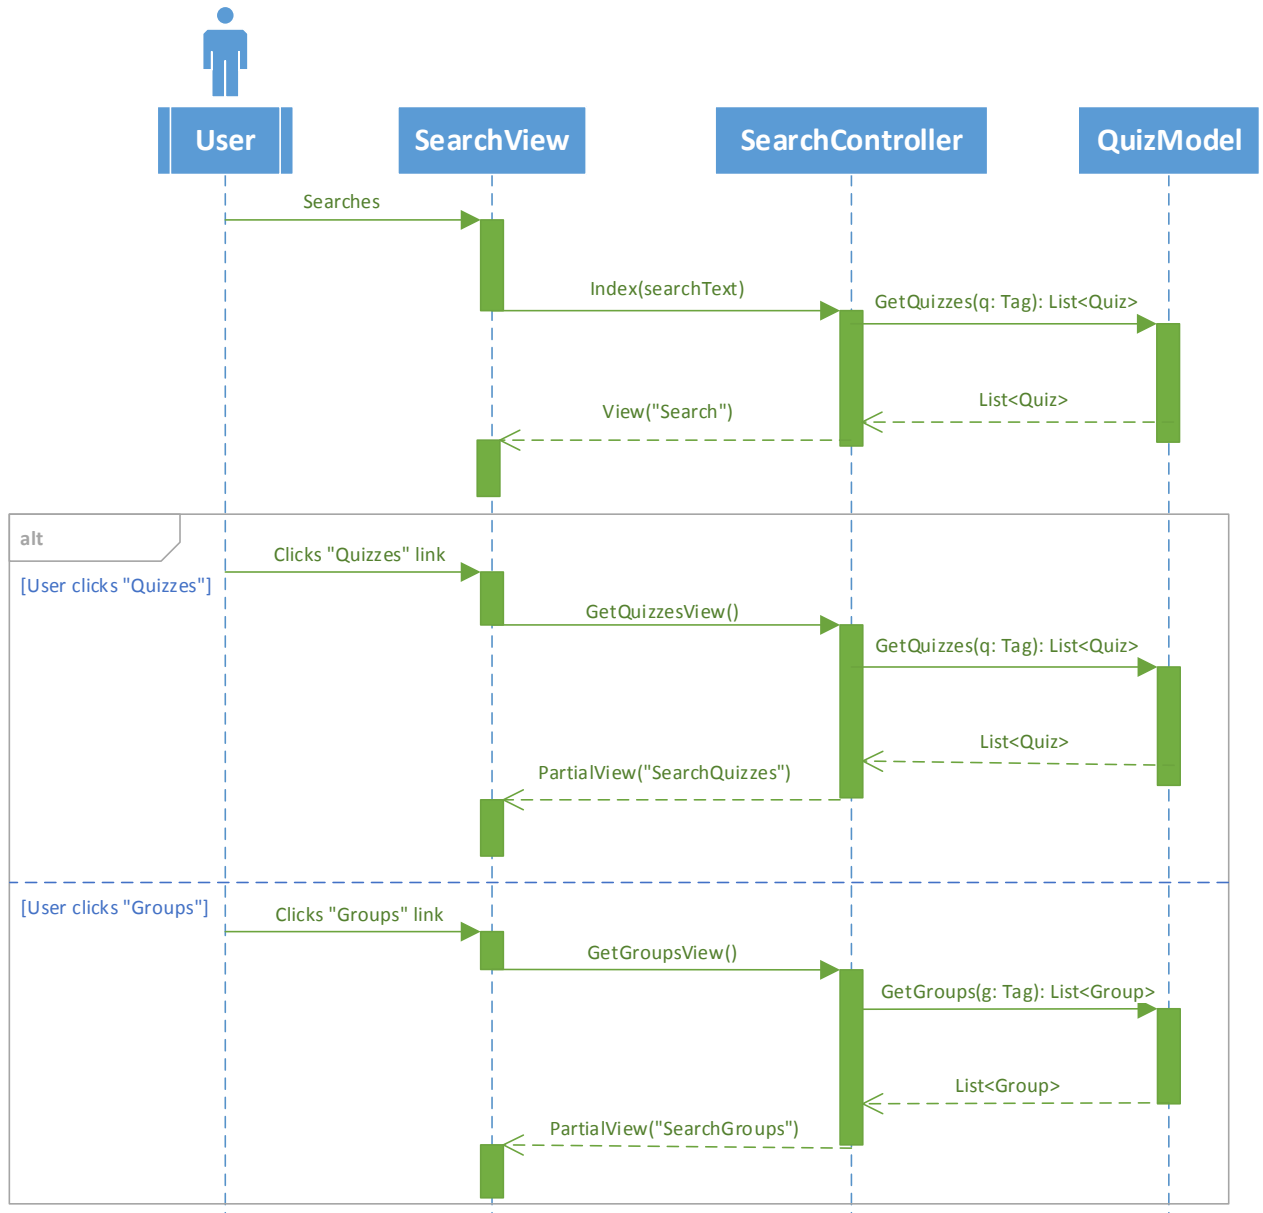 User
SearchView
SearchController
QuizModel
Searches
Index(searchText)
GetQuizzes(q: Tag): List<Quiz>
List<Quiz>
View("Search")
alt
Clicks "Quizzes" link
[User clicks "Quizzes"]
GetQuizzesView()
GetQuizzes(q: Tag): List<Quiz>
List<Quiz>
PartialView("SearchQuizzes")
[User clicks "Groups"]
Clicks "Groups" link
GetGroupsView()
GetGroups(g: Tag): List<Group>
List<Group>
PartialView("SearchGroups")